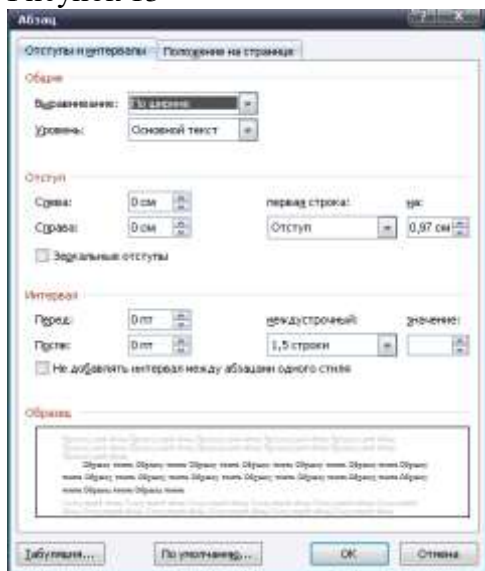 Рисунок 15
Абзац
Отступы и интервалы Положение на странице
Общие
Выравнивание: По ширине
Уровень: Основной текст
Отступ
Слева: 0 см первая строка: на:
Справа: 0 см Отступ 0,97 см
Зеркальные отступы
Интервал
Перед: 0 пт междустрочный: значение:
После: 0 пт 1,5 строки
Не добавлять интервал между абзацами одного стиля
Образец
Табуляция... По умолчанию... ОК Отмена